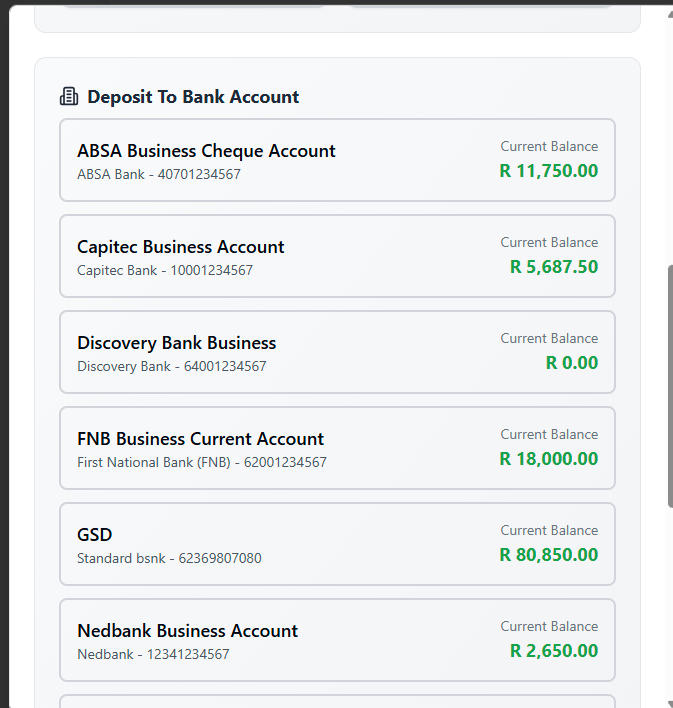 Deposit To Bank Account
ABSA Business Cheque Account
Current Balance
ABSA Bank - 40701234567
R 11,750.00
Capitec Business Account
Current Balance
Capitec Bank - 10001234567
R 5,687.50
Discovery Bank Business
Current Balance
Discovery Bank - 64001234567
R 0.00
FNB Business Current Account
Current Balance
First National Bank (FNB) - 62001234567
R 18,000.00
GSD
Current Balance
Standard bsnk - 62369807080
R 80,850.00
Nedbank Business Account
Current Balance
Nedbank - 12341234567
R 2,650.00